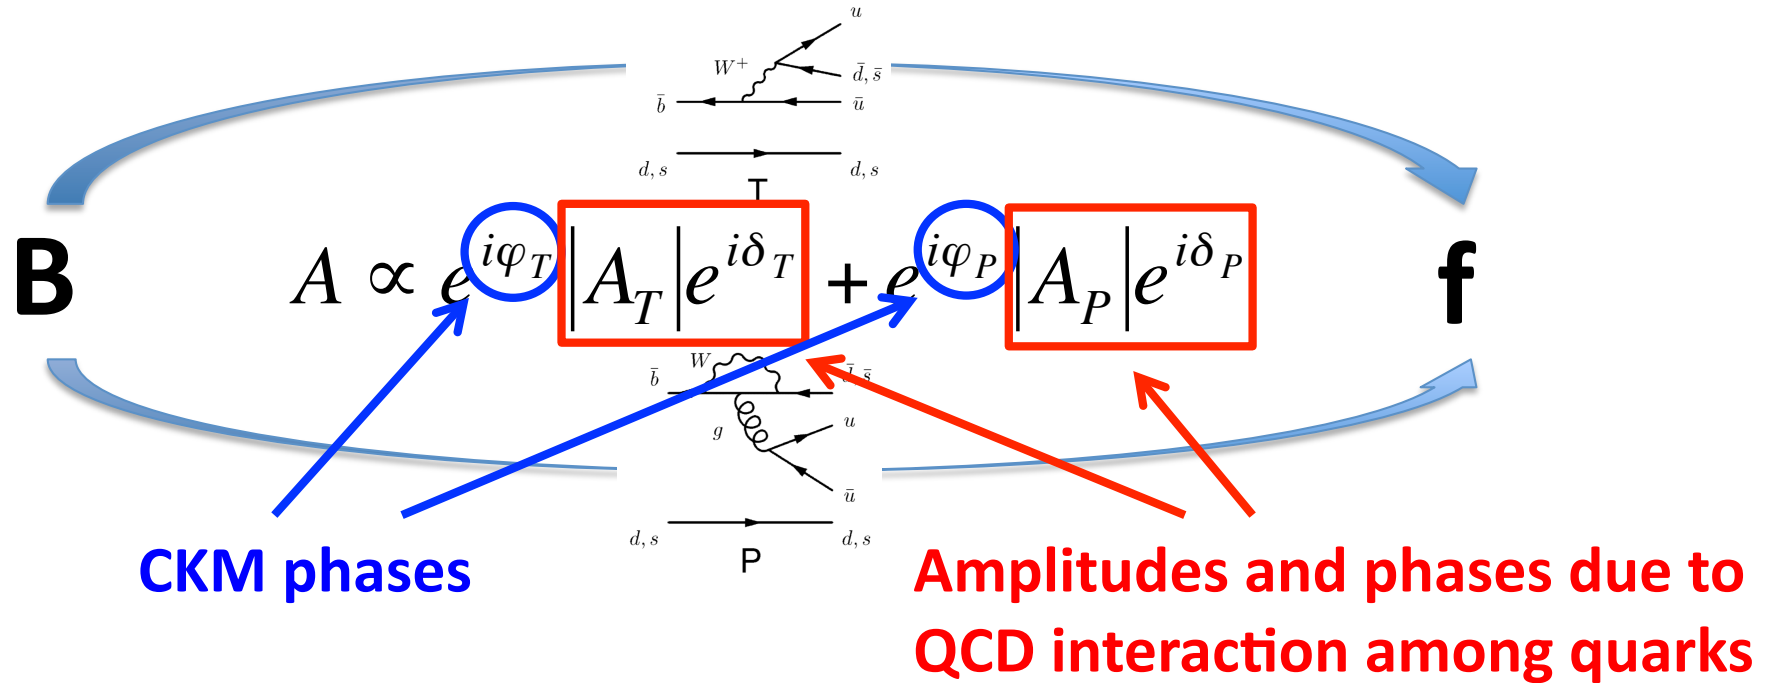 u
W⁺
d̄, s̄
b̄
ū
d, s
d, s
T
B
A ∝ e^{iφ_T} |A_T| e^{iδ_T} + e^{iφ_P} |A_P| e^{iδ_P}
f
W
b̄
d̄, s̄
u
g
ū
d, s
d, s
P
CKM phases
Amplitudes and phases due to
QCD interaction among quarks